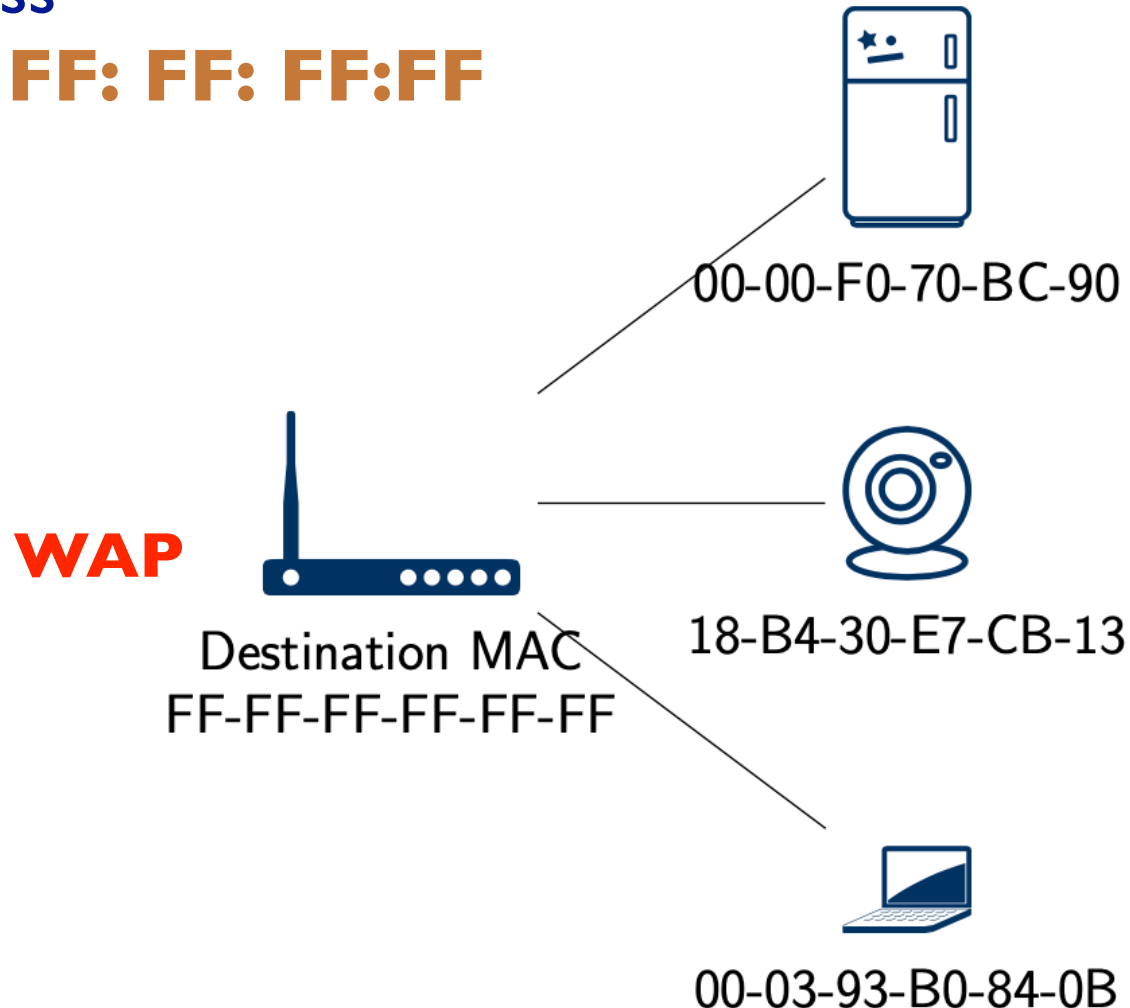 FF: FF: FF:FF
00-00-F0-70-BC-90
WAP
Destination MAC
FF-FF-FF-FF-FF-FF
18-B4-30-E7-CB-13
00-03-93-B0-84-0B